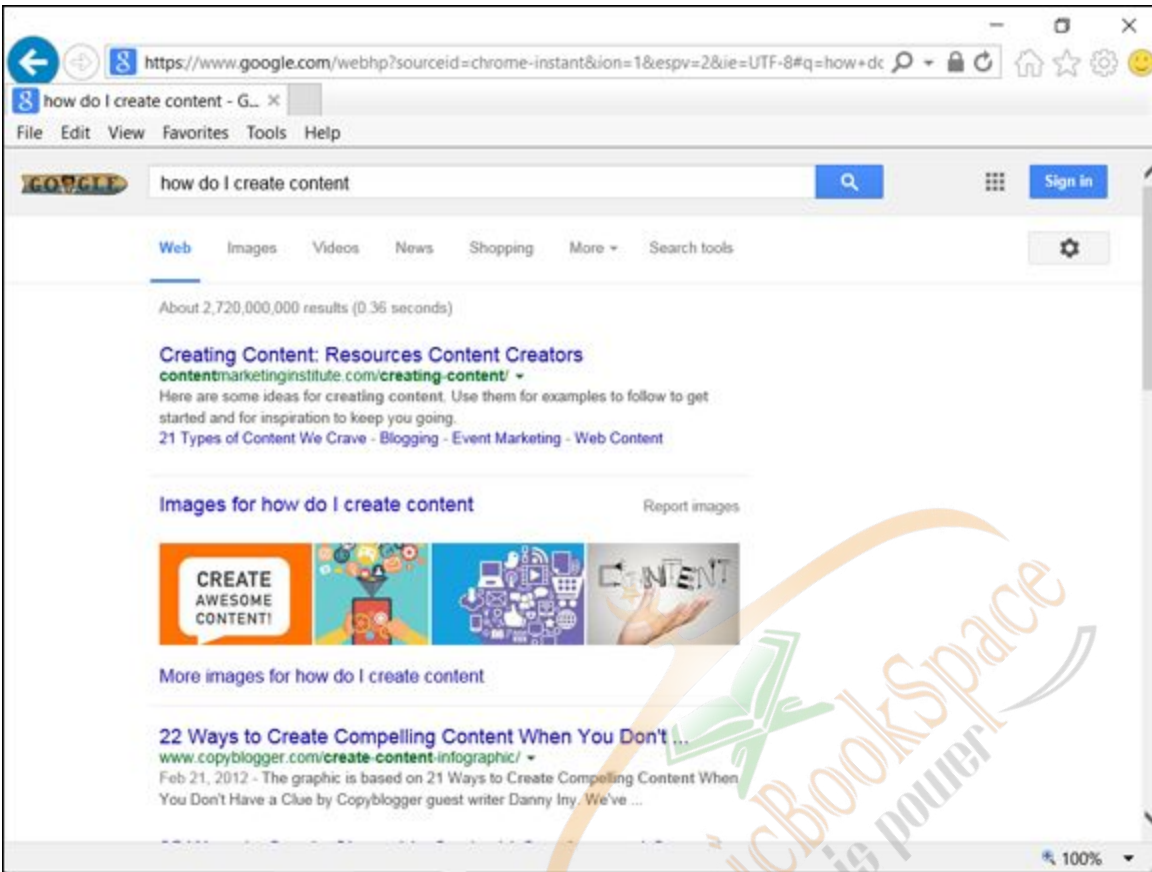 https://www.google.com/webhp?sourceid=chrome-instant&ion=1&espv=2&ie=UTF-8#q=how+dc
8 how do I create content - G...
File Edit View Favorites Tools Help
GOOGLE how do I create content Sign in
Web Images Videos News Shopping More Search tools
About 2,720,000,000 results (0.36 seconds)
Creating Content: Resources Content Creators
contentmarketinginstitute.com/creating-content/
Here are some ideas for creating content. Use them for examples to follow to get
started and for inspiration to keep you going.
21 Types of Content We Crave - Blogging - Event Marketing - Web Content
Images for how do I create content Report images
CREATE
AWESOME
CONTENT!
CONTENT
More images for how do I create content
22 Ways to Create Compelling Content When You Don't ...
www.copyblogger.com/create-content-infographic/
Feb 21, 2012 - The graphic is based on 21 Ways to Create Compelling Content When
You Don't Have a Clue by Copyblogger guest writer Danny Iny. We've ...
icBookSpace
is power
100%